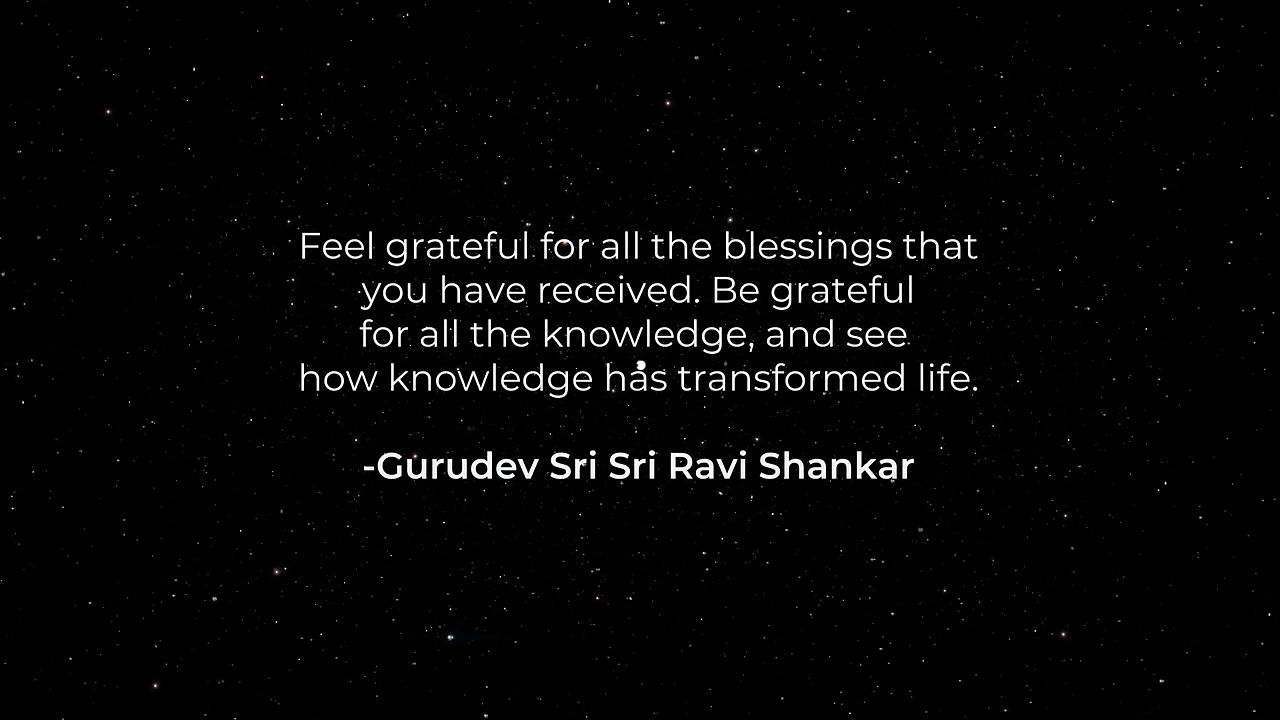 Feel grateful for all the blessings that
you have received. Be grateful
for all the knowledge, and see
how knowledge has transformed life.
-Gurudev Sri Sri Ravi Shankar